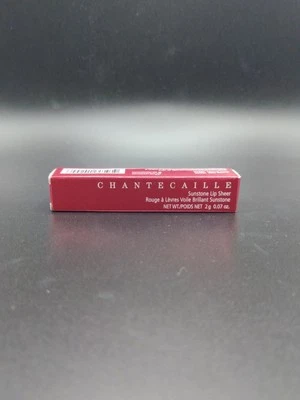 CHANTECAILLE
Sunstone Lip Sheer
Rouge à Lèvres Voile Brillant Sunstone
NET WT./POIDS NET 2g 0.07 oz.